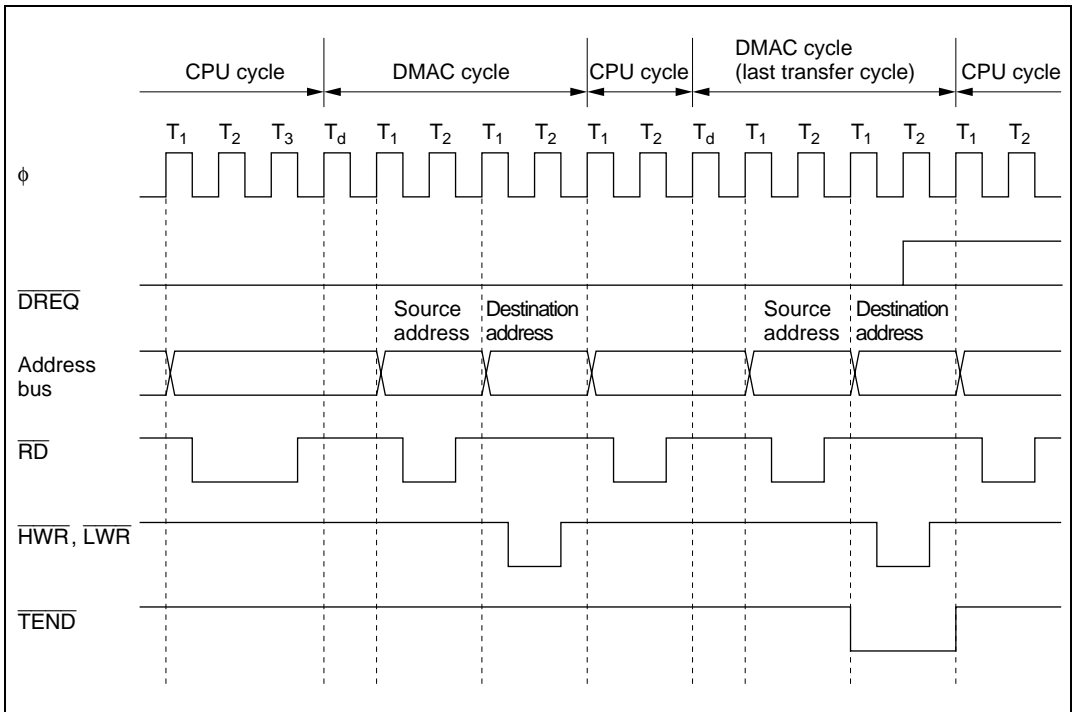 DMAC cycle
(last transfer cycle)
CPU cycle DMAC cycle CPU cycle CPU cycle
T1 T2 T3 Td T1 T2 T1 T2 T1 T2 Td T1 T2 T1 T2 T1 T2
φ
DREQ
Source Destination Source Destination
address address address address
Address
bus
RD
HWR, LWR
TEND